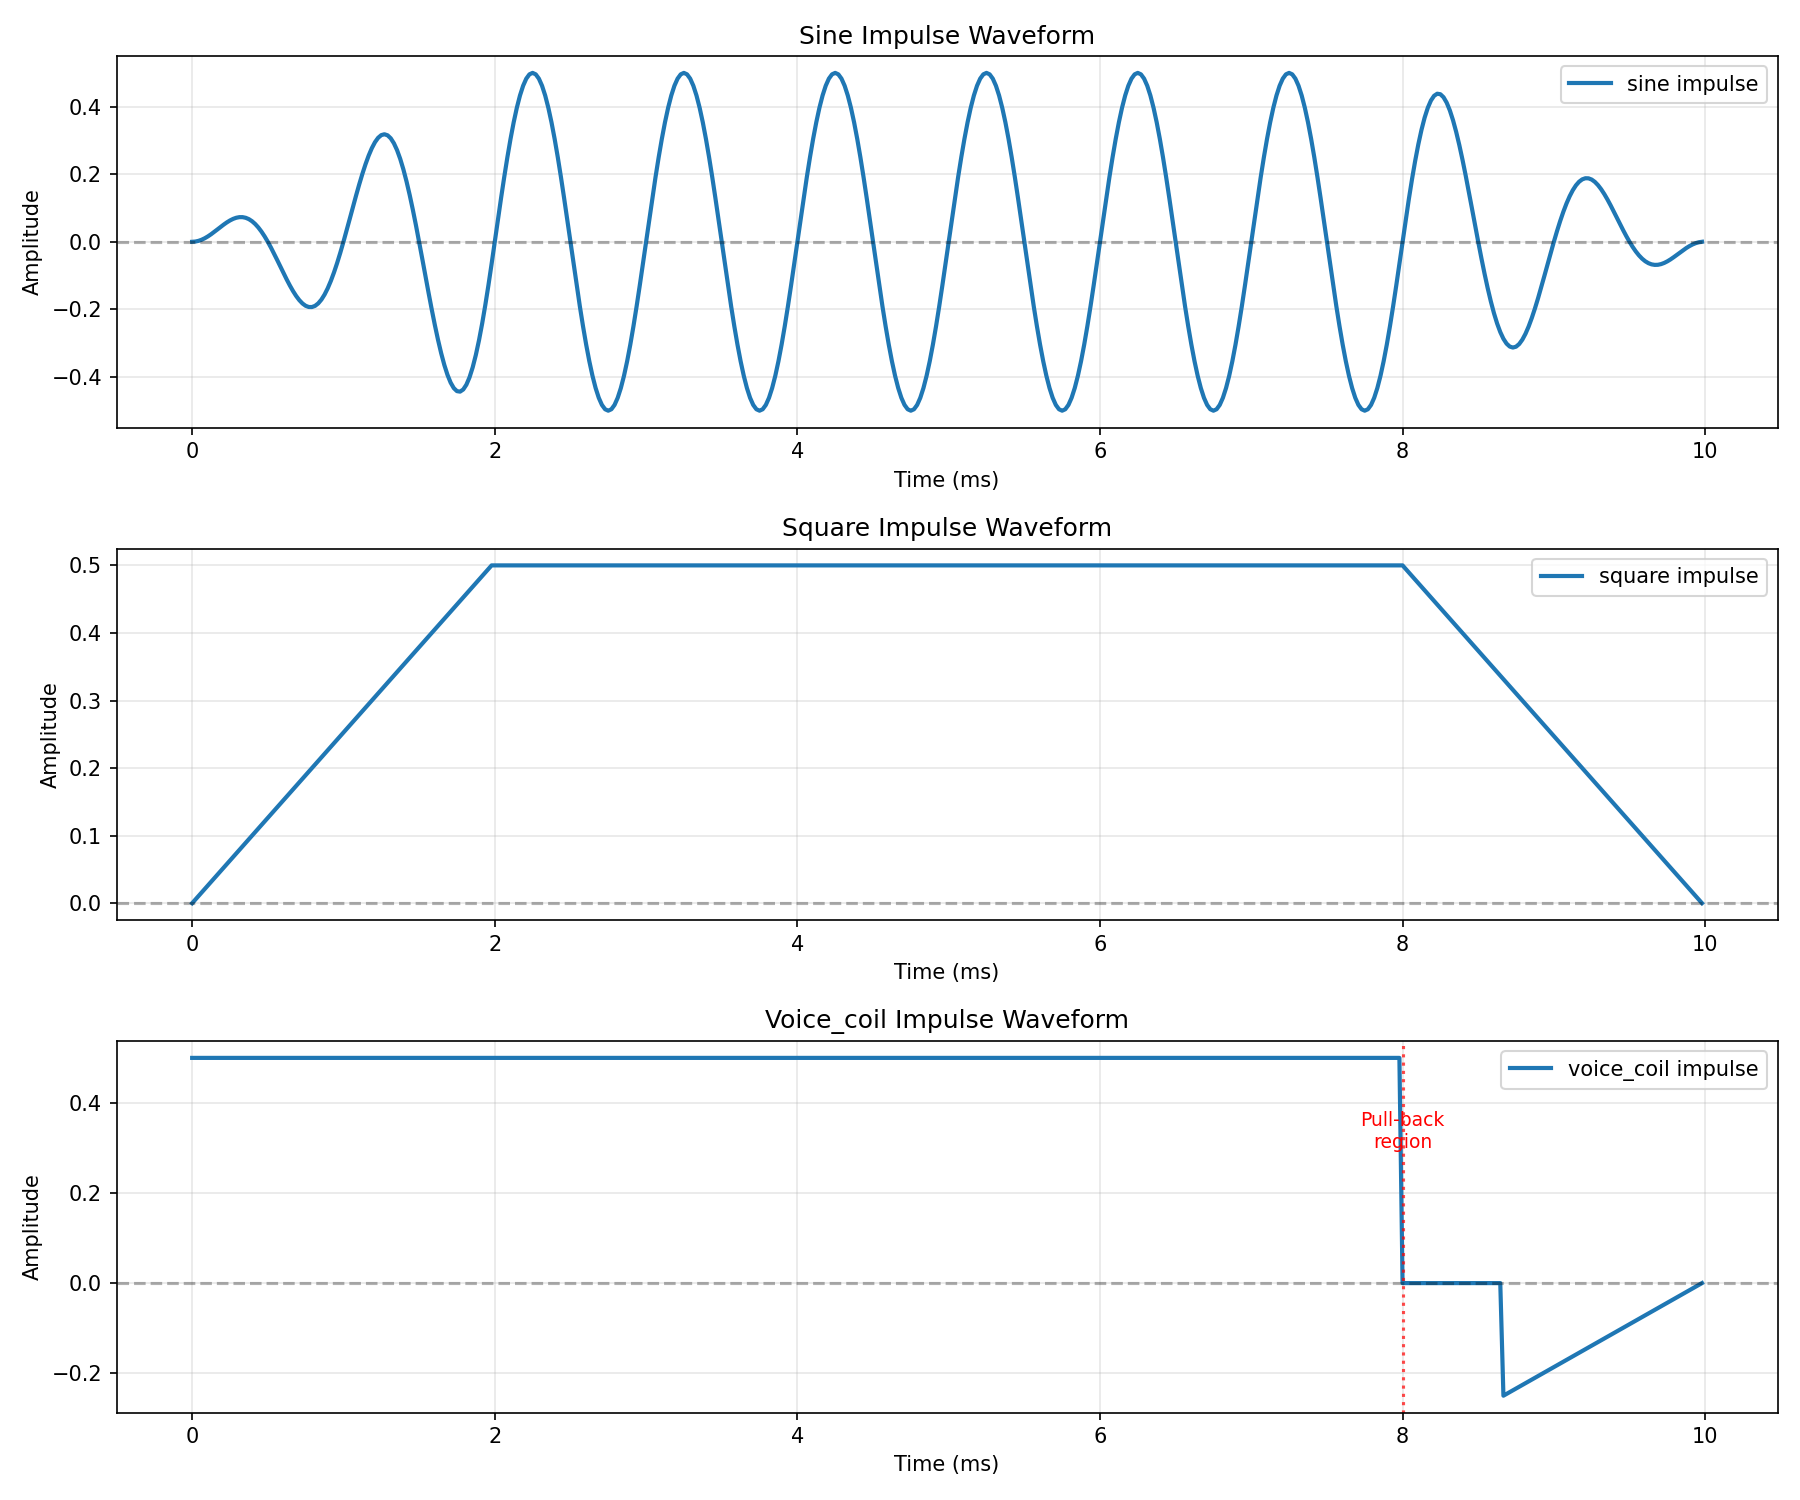 Sine Impulse Waveform
sine impulse
Amplitude
0.4
0.2
0.0
−0.2
−0.4
0 2 4 6 8 10
Time (ms)
Square Impulse Waveform
square impulse
Amplitude
0.5
0.4
0.3
0.2
0.1
0.0
0 2 4 6 8 10
Time (ms)
Voice_coil Impulse Waveform
voice_coil impulse
Pull-back
region
Amplitude
0.4
0.2
0.0
−0.2
0 2 4 6 8 10
Time (ms)